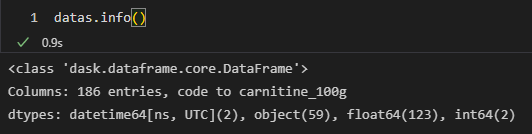 datas.info()
0.9s
<class 'dask.dataframe.core.DataFrame'>
Columns: 186 entries, code to carnitine_100g
dtypes: datetime64[ns, UTC](2), object(59), float64(123), int64(2)